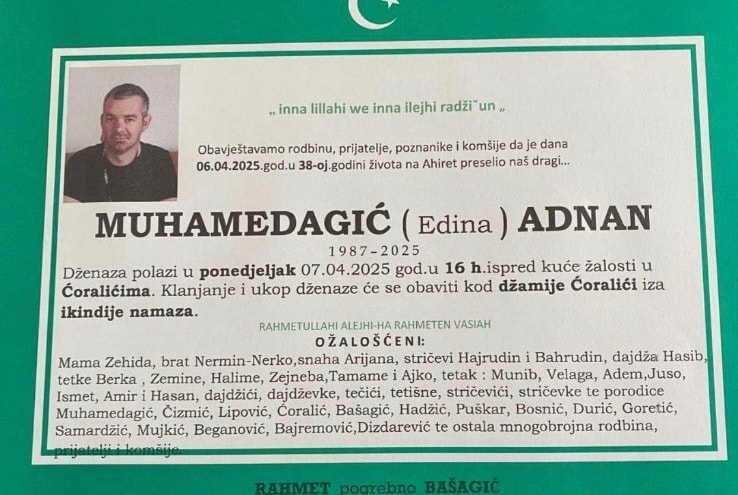 „ inna lillahi we inna ilejhi radžiˇun „
Obavještavamo rodbinu, prijatelje, poznanike i komšije da je dana
06.04.2025.god.u 38-oj.godini života na Ahiret preselio naš dragi...
MUHAMEDAGIĆ ( Edina ) ADNAN
1987-2025
Dženaza polazi u ponedjeljak 07.04.2025 god.u 16 h.ispred kuće žalosti u
Ćoralićima. Klanjanje i ukop dženaze će se obaviti kod džamije Ćoralići iza
ikindije namaza.
RAHMETULLAHI ALEJHI-HA RAHMETEN VASIAH
OŽALOŠĆENI:
Mama Zehida, brat Nermin-Nerko,snaha Arijana, stričevi Hajrudin i Bahrudin, dajdža Hasib,
tetke Berka , Zemine, Halime, Zejneba,Tamame i Ajko, tetak : Munib, Velaga, Adem,Juso,
Ismet, Amir i Hasan, dajdžići, dajdževke, tečići, tetišne, stričevići, stričevke te porodice
Muhamedagić, Čizmić, Lipović, Ćoralić, Bašagić, Hadžić, Puškar, Bosnić, Durić, Goretić,
Samardžić, Mujkić, Beganović, Bajremović,Dizdarević te ostala mnogobrojna rodbina,
prijatelji i komšije.
RAHMET pogrebno BAŠAGIĆ